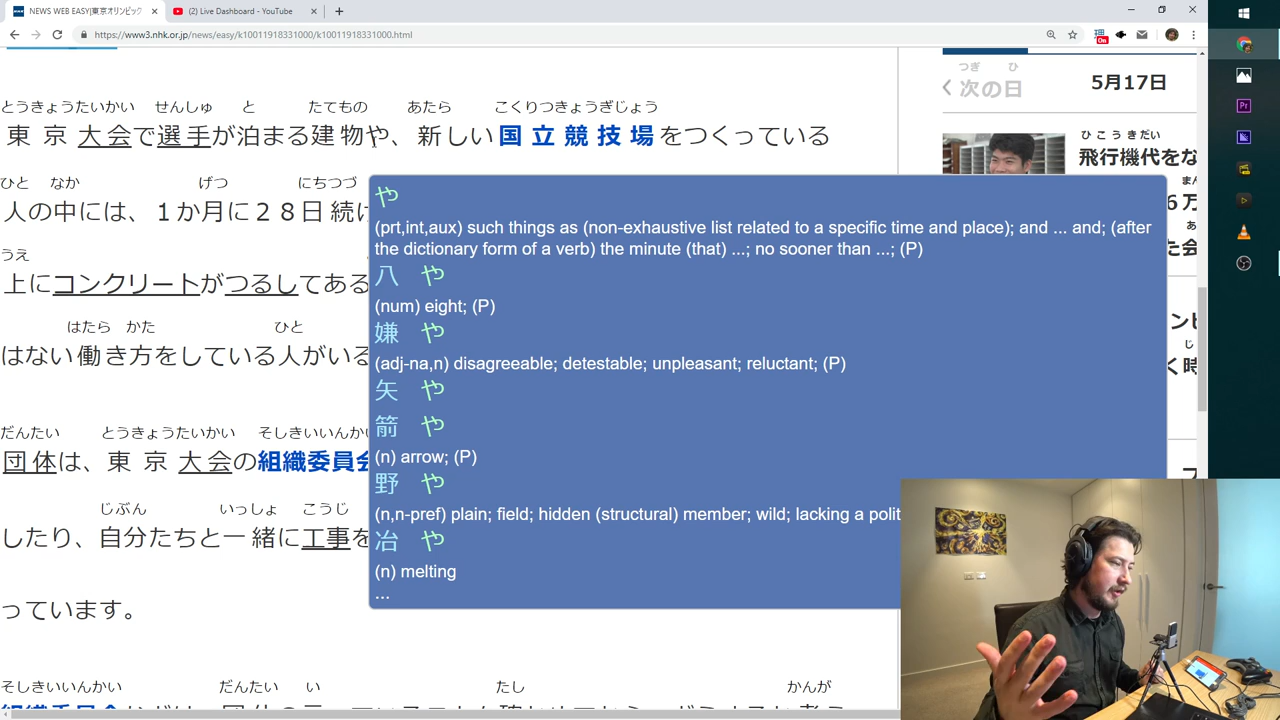 NEWS WEB EASY|東京オリンピック
(2) Live Dashboard - YouTube
https://www3.nhk.or.jp/news/easy/k10011918331000/k10011918331000.html
On
とうきょうたいかい せんしゅ と たてもの あたら こくりつきょうぎじょう
東京大会で選手が泊まる建物や、新しい国立競技場をつくっている
ひと なか げつ にちつづ
人の中には、１か月に２８日続け
うえ
上にコンクリートがつるしてある
はたら かた ひと
はない働き方をしている人がいる
だんたい とうきょうたいかい そしきいいんか
団体は、東京大会の組織委員会
じぶん いっしょ こうじ
したり、自分たちと一緒に工事を
っています。
そしきいいんかい だんたい い たし かんが
や
(prt,int,aux) such things as (non-exhaustive list related to a specific time and place); and ... and; (after
the dictionary form of a verb) the minute (that) ...; no sooner than ...; (P)
八 や
(num) eight; (P)
嫌 や
(adj-na,n) disagreeable; detestable; unpleasant; reluctant; (P)
矢 や
箭 や
(n) arrow; (P)
野 や
(n,n-pref) plain; field; hidden (structural) member; wild; lacking a polit
冶 や
(n) melting
...
つぎ ひ
次の日
5月17日
ひこうきだい
飛行機代をな
まん
6万
あ
た会
ンピ
じ
く時
Pr